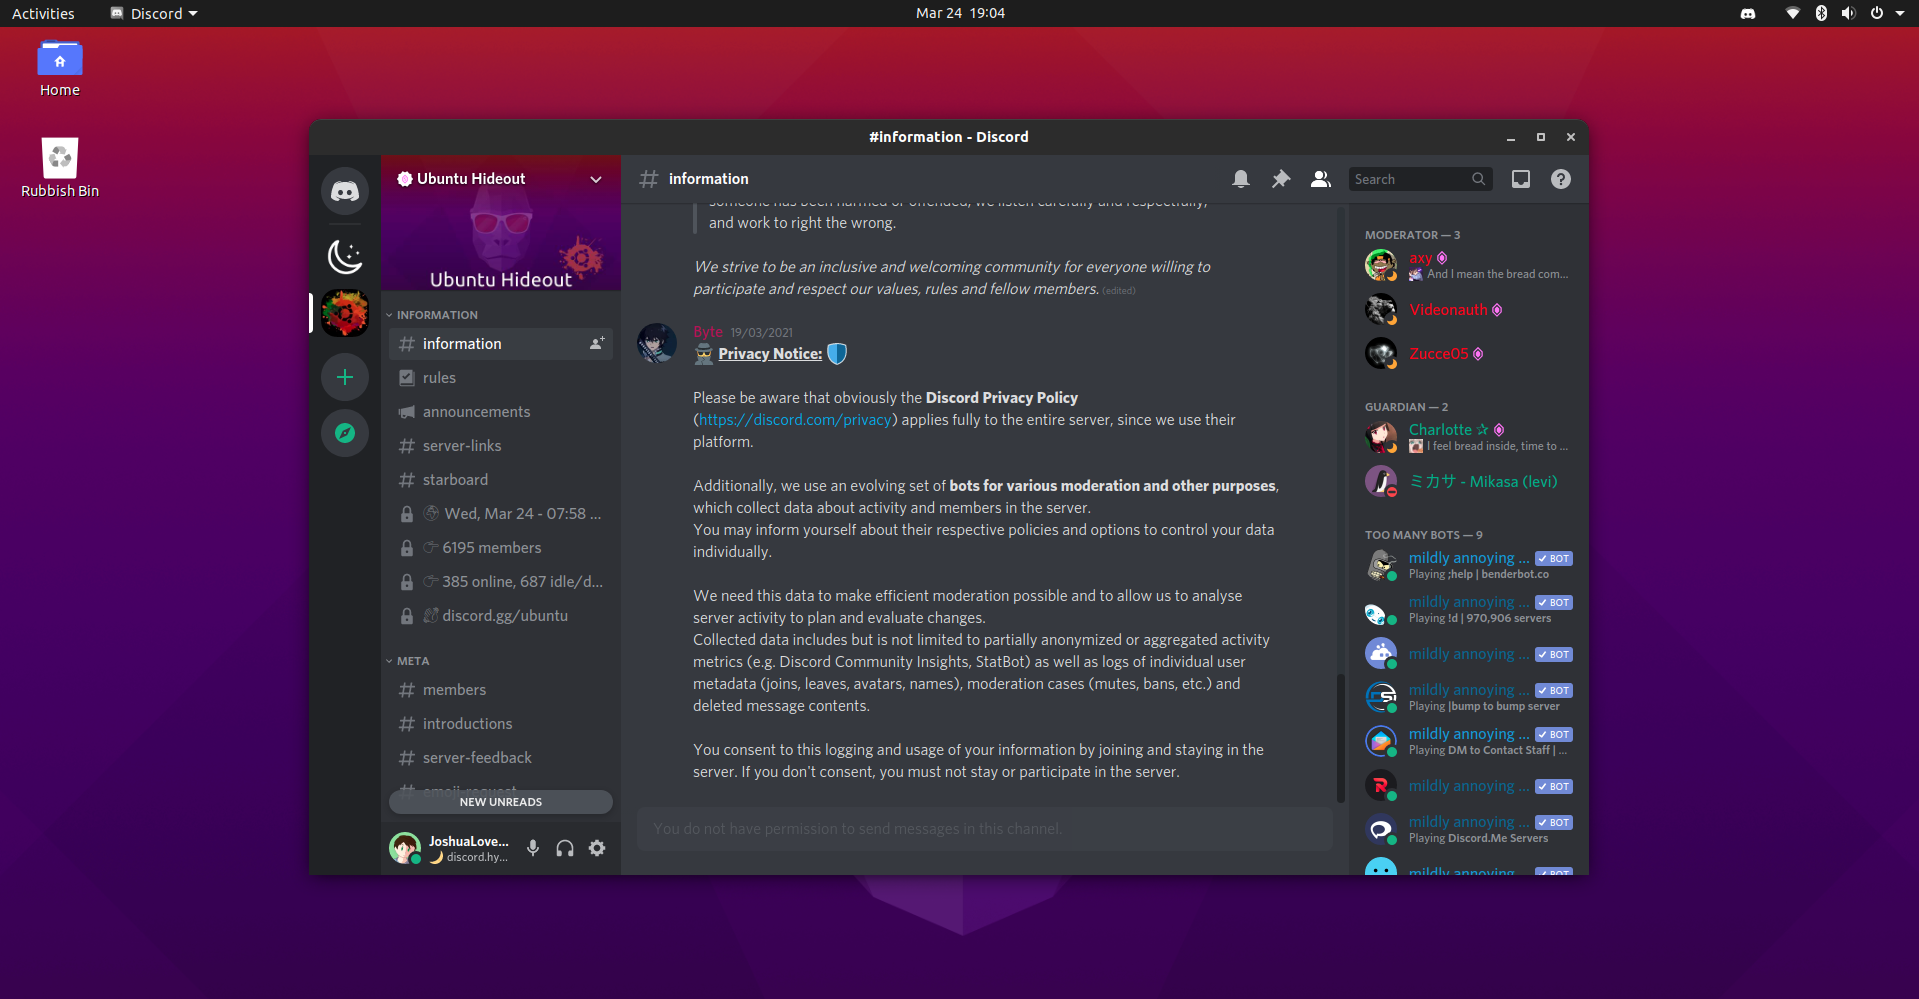 Activities
Discord
Mar 24 19:04
Home
Rubbish Bin
#information - Discord
Ubuntu Hideout
Ubuntu Hideout
INFORMATION
information
rules
announcements
server-links
starboard
Wed, Mar 24 - 07:58 ...
6195 members
385 online, 687 idle/d...
discord.gg/ubuntu
META
members
introductions
server-feedback
emoji-request
NEW UNREADS
JoshuaLove...
discord.hy...
information
Search
someone has been harmed or offended, we listen carefully and respectfully,
and work to right the wrong.
We strive to be an inclusive and welcoming community for everyone willing to
participate and respect our values, rules and fellow members. (edited)
Byte 19/03/2021
Privacy Notice:
Please be aware that obviously the Discord Privacy Policy
(https://discord.com/privacy) applies fully to the entire server, since we use their
platform.
Additionally, we use an evolving set of bots for various moderation and other purposes,
which collect data about activity and members in the server.
You may inform yourself about their respective policies and options to control your data
individually.
We need this data to make efficient moderation possible and to allow us to analyse
server activity to plan and evaluate changes.
Collected data includes but is not limited to partially anonymized or aggregated activity
metrics (e.g. Discord Community Insights, StatBot) as well as logs of individual user
metadata (joins, leaves, avatars, names), moderation cases (mutes, bans, etc.) and
deleted message contents.
You consent to this logging and usage of your information by joining and staying in the
server. If you don't consent, you must not stay or participate in the server.
You do not have permission to send messages in this channel.
MODERATOR — 3
axy
And I mean the bread com...
Videonauth
Zucce05
GUARDIAN — 2
Charlotte ✰
I feel bread inside, time to ...
ミカサ - Mikasa (levi)
TOO MANY BOTS — 9
mildly annoying ... ✓ BOT
Playing ;help | benderbot.co
mildly annoying ... ✓ BOT
Playing !d | 970,906 servers
mildly annoying ... ✓ BOT
mildly annoying ... ✓ BOT
Playing |bump to bump server
mildly annoying ... ✓ BOT
Playing DM to Contact Staff | ...
mildly annoying ... ✓ BOT
mildly annoying ... ✓ BOT
Playing Discord.Me Servers
mildly annoying ... ✓ BOT